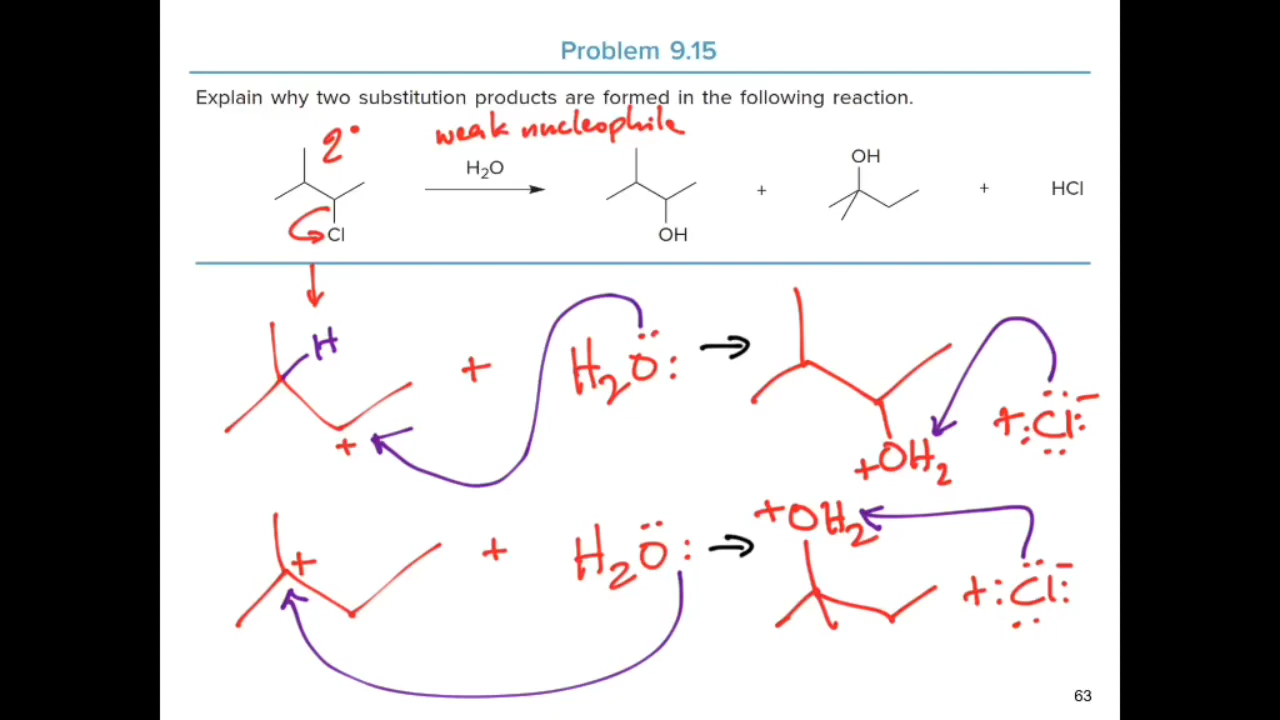 Problem 9.15
Explain why two substitution products are formed in the following reaction.
2° weak nucleophile
H₂O
OH
Cl
OH
+
+
HCl
H
+
+
H₂O:
+OH₂
+ :Cl:⁻
+
+
H₂O:
+OH₂
+ :Cl:⁻
63